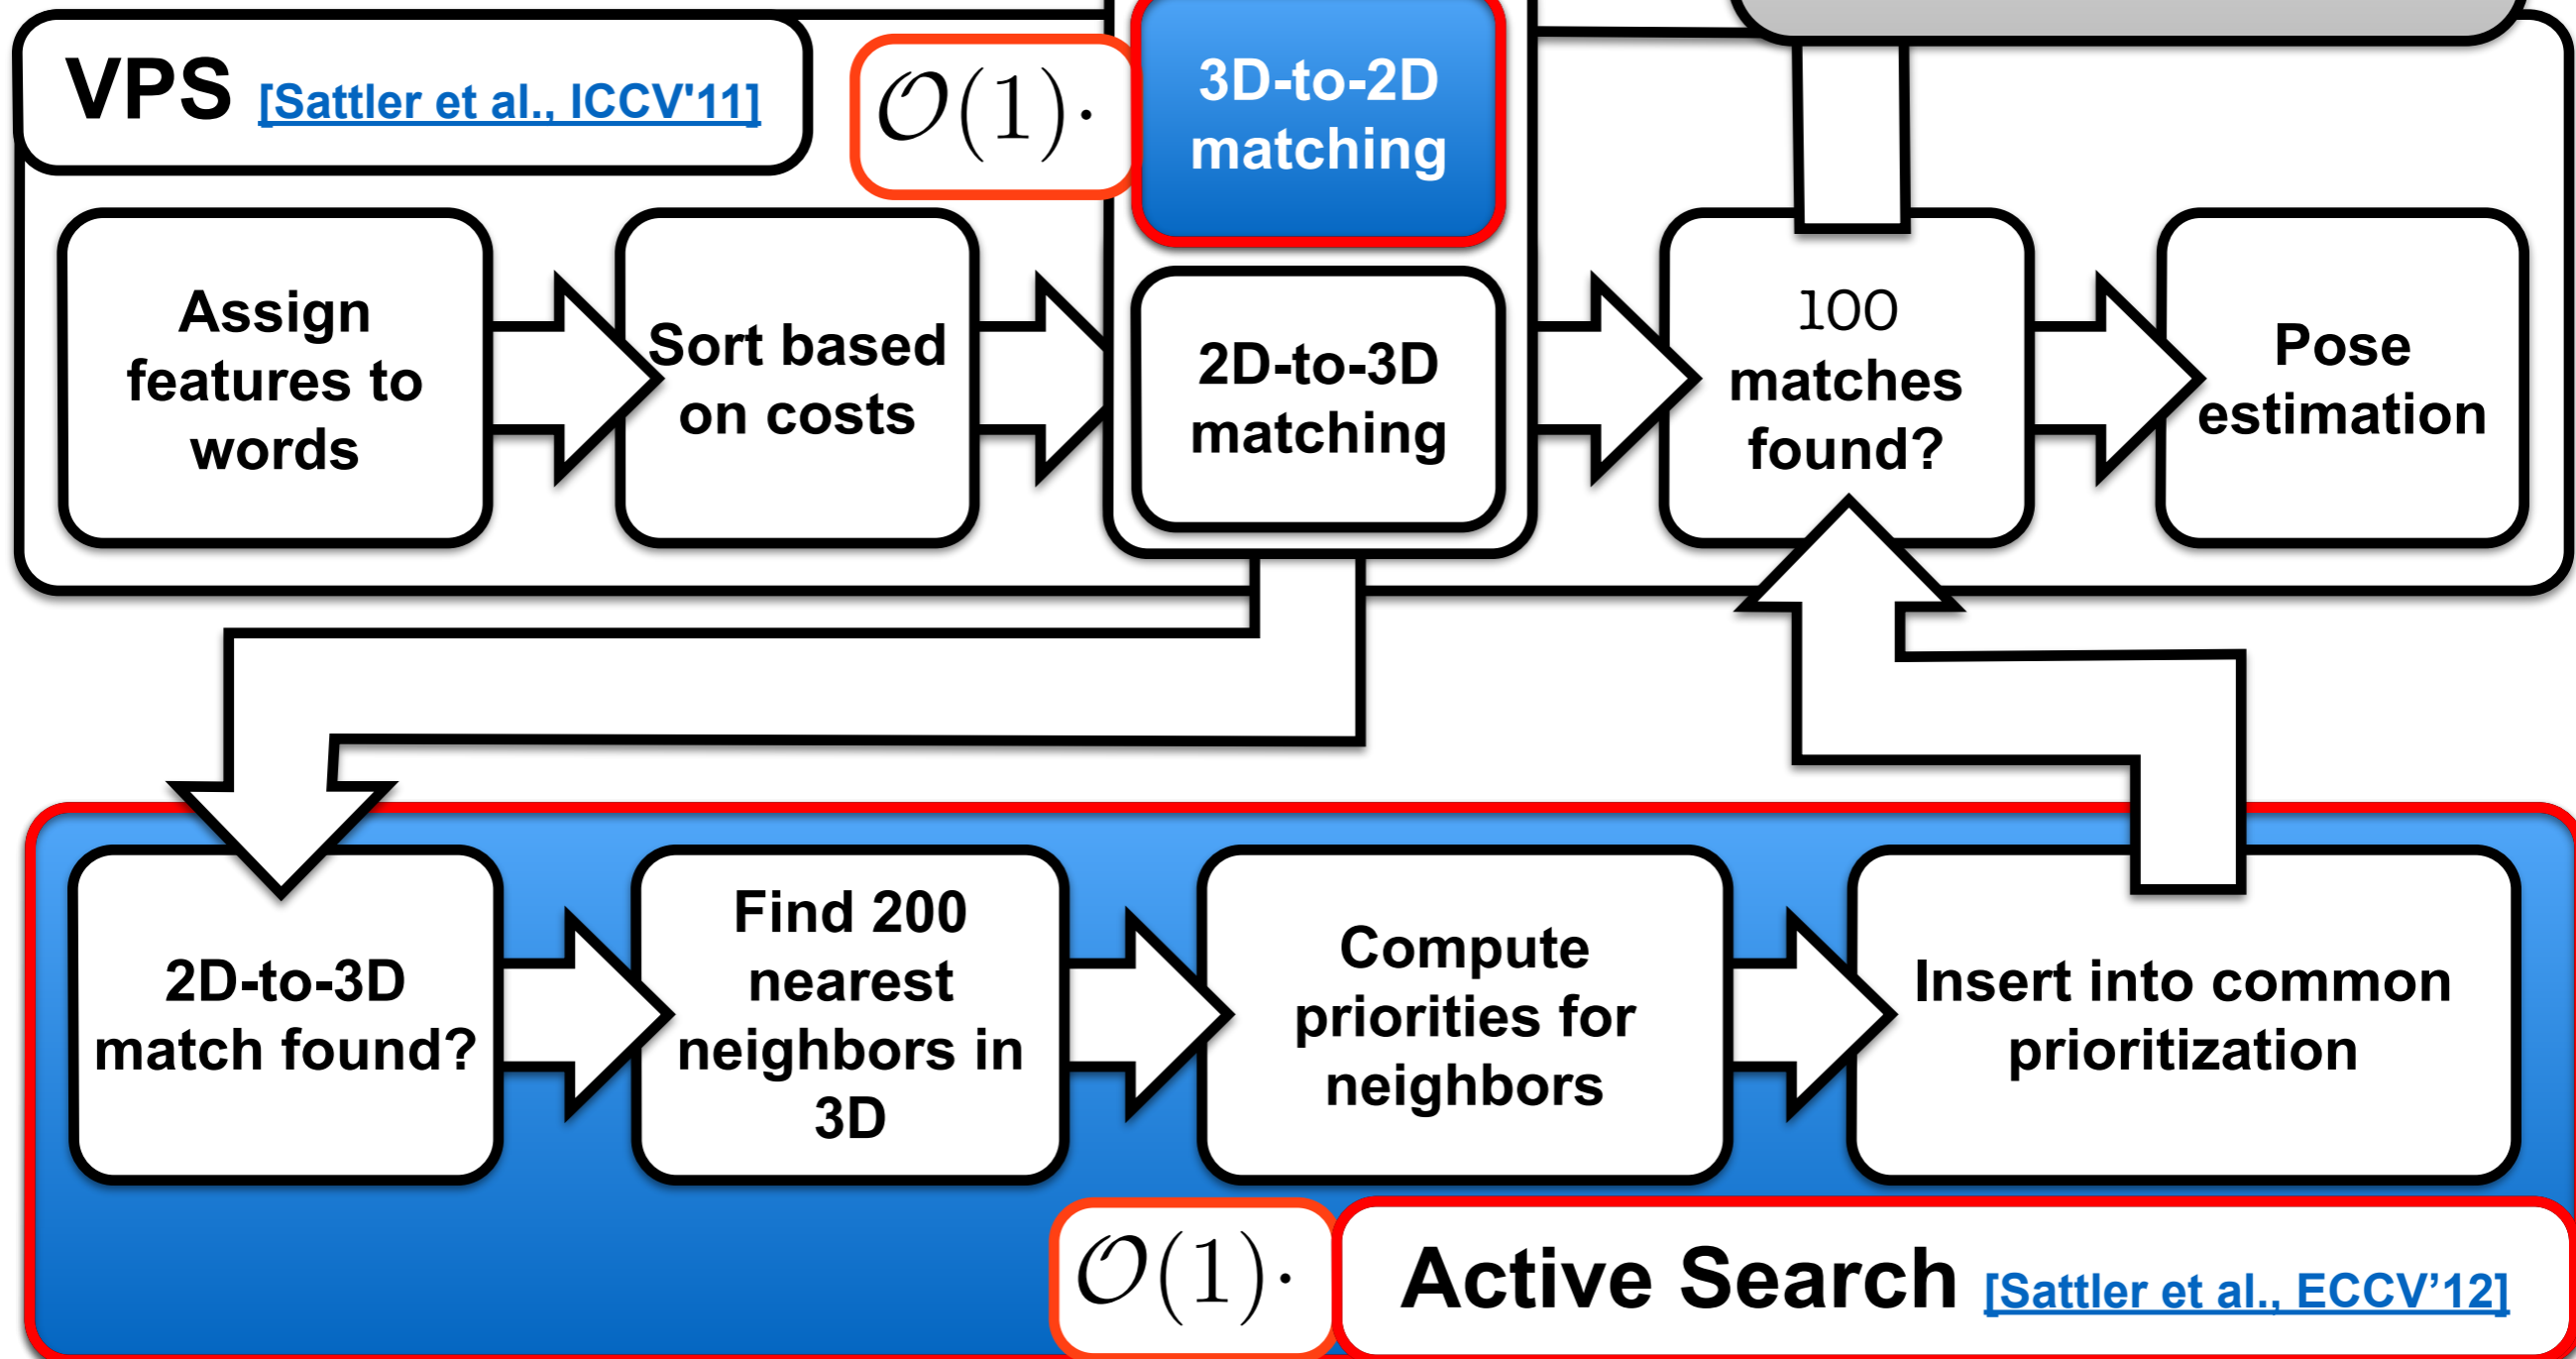 VPS [Sattler et al., ICCV'11]
𝒪(1)·
3D-to-2D
matching
Assign
features to
words
Sort based
on costs
2D-to-3D
matching
100
matches
found?
Pose
estimation
2D-to-3D
match found?
Find 200
nearest
neighbors in
3D
Compute
priorities for
neighbors
Insert into common
prioritization
𝒪(1)·
Active Search [Sattler et al., ECCV’12]